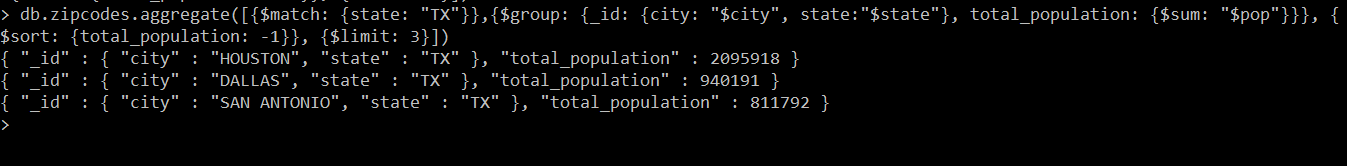 > db.zipcodes.aggregate([{$match: {state: "TX"}},{$group: {_id: {city: "$city", state:"$state"}, total_population: {$sum: "$pop"}}}, {
$sort: {total_population: -1}}, {$limit: 3}])
{ "_id" : { "city" : "HOUSTON", "state" : "TX" }, "total_population" : 2095918 }
{ "_id" : { "city" : "DALLAS", "state" : "TX" }, "total_population" : 940191 }
{ "_id" : { "city" : "SAN ANTONIO", "state" : "TX" }, "total_population" : 811792 }
>